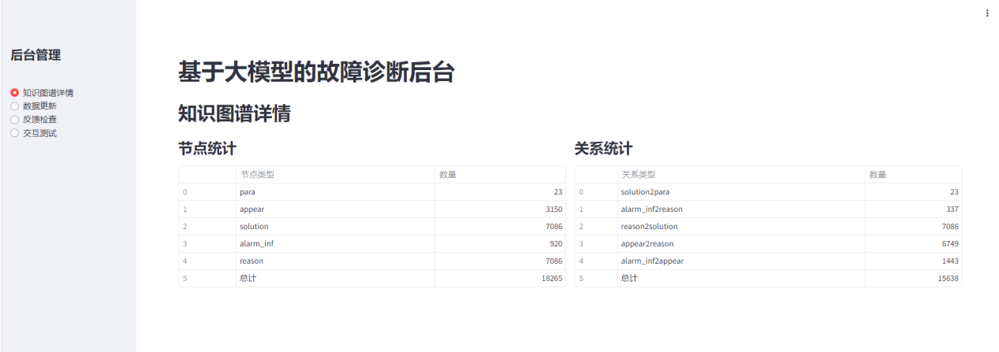 后台管理
知识图谱详情
数据更新
反馈检查
交互测试
基于大模型的故障诊断后台
知识图谱详情
节点统计
节点类型 数量
0 para 23
1 appear 3150
2 solution 7086
3 alarm_inf 920
4 reason 7086
5 总计 18265
关系统计
关系类型 数量
0 solution2para 23
1 alarm_inf2reason 337
2 reason2solution 7086
3 appear2reason 6749
4 alarm_inf2appear 1443
5 总计 15638